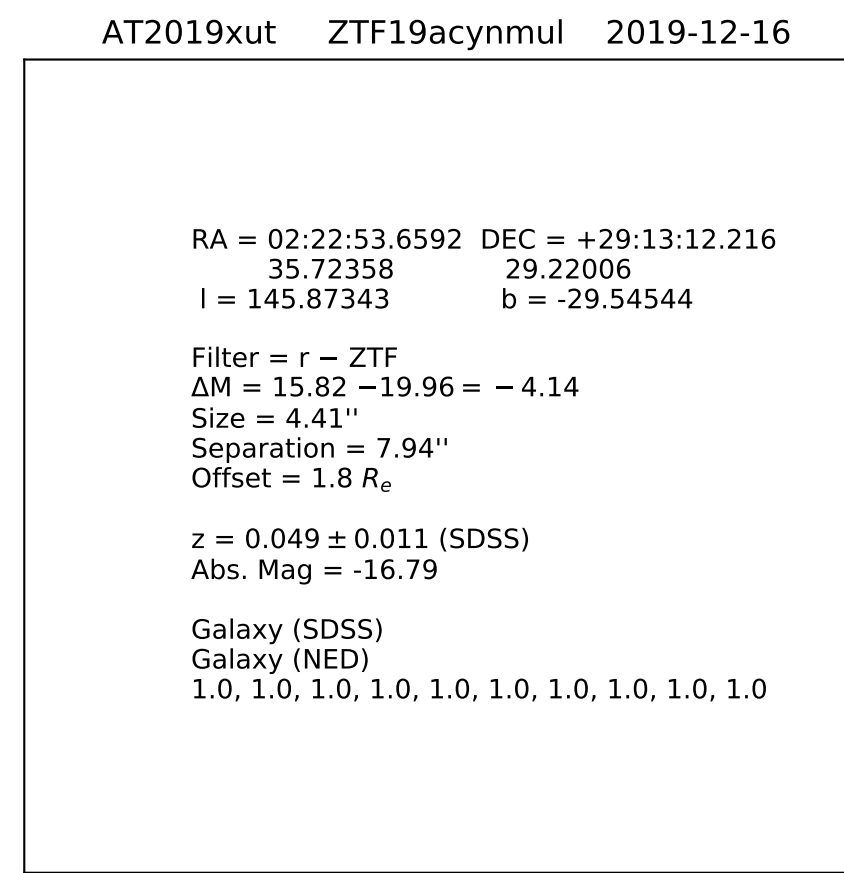 AT2019xut ZTF19acynmul 2019-12-16
RA = 02:22:53.6592 DEC = +29:13:12.216
35.72358 29.22006
l = 145.87343 b = -29.54544
Filter = r − ZTF
ΔM = 15.82 −19.96 = − 4.14
Size = 4.41''
Separation = 7.94''
Offset = 1.8 Re
z = 0.049 ± 0.011 (SDSS)
Abs. Mag = -16.79
Galaxy (SDSS)
Galaxy (NED)
1.0, 1.0, 1.0, 1.0, 1.0, 1.0, 1.0, 1.0, 1.0, 1.0